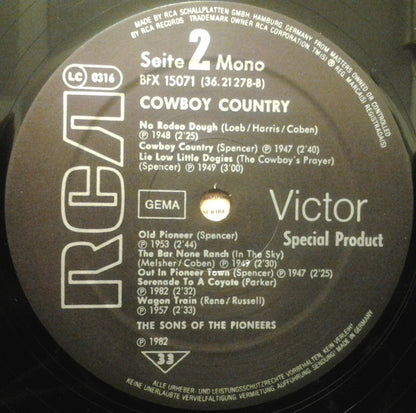 MADE BY RCA SCHALLPLATTEN GMBH, HAMBURG, GERMANY, FROM MASTERS OWNED OR CONTROLLED
BY RCA RECORDS TRADEMARK OWNER RCA CORPORATION, TM(S) ® REG. MARCA(S) REGISTRADA(S)
LC 0316
Seite 2 Mono
BFX 15071 (36.21 278-B)
COWBOY COUNTRY
No Rodeo Dough (Loeb/Harris/Coben)
℗ 1948 (2'25)
Cowboy Country (Spencer) ℗ 1947 (2'40)
Lie Low Little Dogies (The Cowboy's Prayer)
(Spencer) ℗ 1949 (3'00)
RCA
GEMA
Victor
Special Product
Old Pioneer (Spencer)
℗ 1953 (2'44)
The Bar None Ranch (In The Sky)
(Melsher/Coben) ℗ 1949 (2'30)
Out In Pioneer Town (Spencer) ℗ 1947 (2'25)
Serenade To A Coyote (Parker)
℗ 1982 (2'32)
Wagon Train (Rene/Russell)
℗ 1957 (2'33)
THE SONS OF THE PIONEERS
℗ 1982
33
ALLE URHEBER- UND LEISTUNGSSCHUTZRECHTE VORBEHALTEN.
KEINE UNERLAUBTE VERVIELFÄLTIGUNG, VERMIETUNG, AUFFÜHRUNG, SENDUNG! MADE IN GERMANY